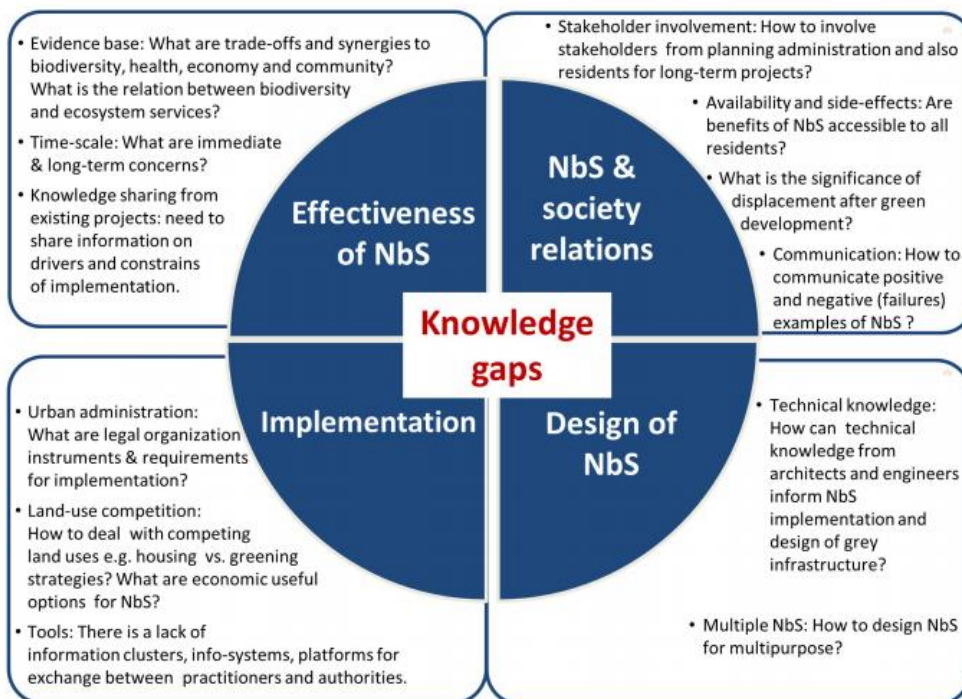 • Evidence base: What are trade-offs and synergies to
biodiversity, health, economy and community?
What is the relation between biodiversity
and ecosystem services?
• Time-scale: What are immediate
& long-term concerns?
• Knowledge sharing from
existing projects: need to
share information on
drivers and constrains
of implementation.
Effectiveness
of NbS
• Stakeholder involvement: How to involve
stakeholders from planning administration and also
residents for long-term projects?
• Availability and side-effects: Are
benefits of NbS accessible to all
residents?
• What is the significance of
displacement after green
development?
• Communication: How to
communicate positive
and negative (failures)
examples of NbS ?
NbS &
society
relations
Knowledge
gaps
• Urban administration:
What are legal organization
instruments & requirements
for implementation?
• Land-use competition:
How to deal with competing
land uses e.g. housing vs. greening
strategies? What are economic useful
options for NbS?
• Tools: There is a lack of
information clusters, info-systems, platforms for
exchange between practitioners and authorities.
Implementation
Design of
NbS
• Technical knowledge:
How can technical
knowledge from
architects and engineers
inform NbS
implementation and
design of grey
infrastructure?
• Multiple NbS: How to design NbS
for multipurpose?